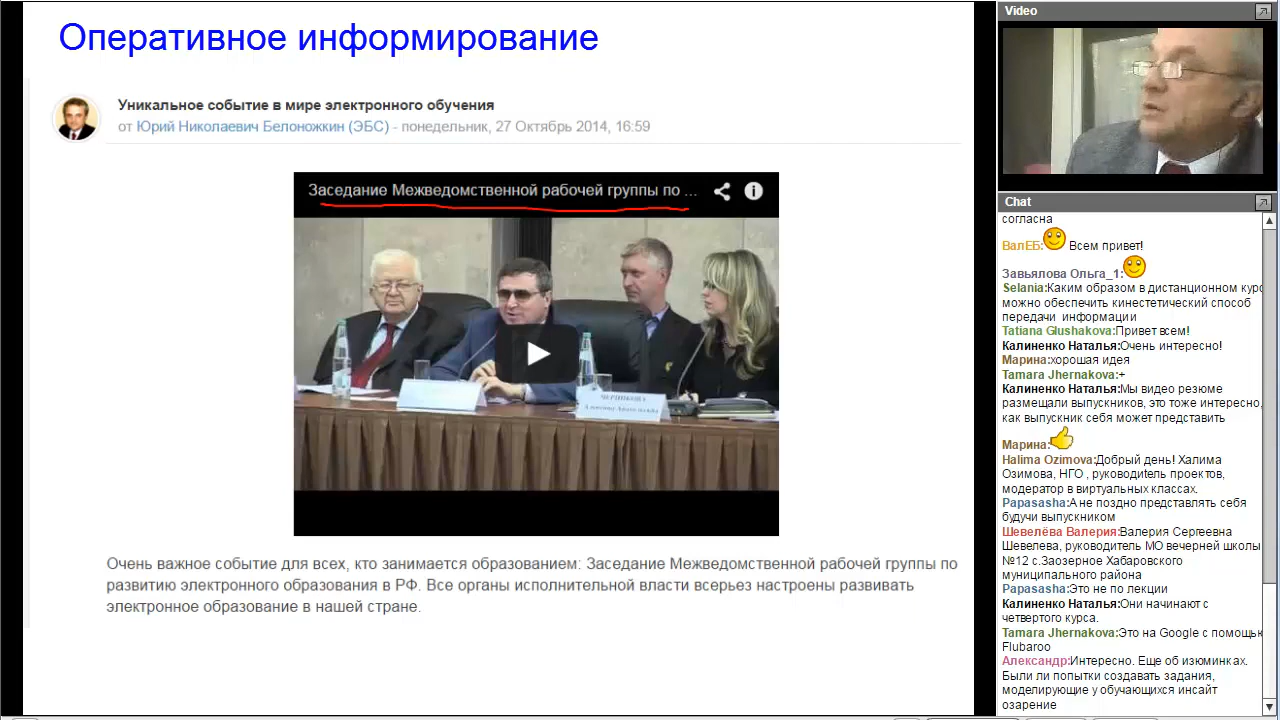 Оперативное информирование
Уникальное событие в мире электронного обучения
от Юрий Николаевич Белоножкин (ЭБС) - понедельник, 27 Октябрь 2014, 16:59
Заседание Межведомственной рабочей группы по ...
Очень важное событие для всех, кто занимается образованием: Заседание Межведомственной рабочей группы по
развитию электронного образования в РФ. Все органы исполнительной власти всерьез настроены развивать
электронное образование в нашей стране.
Video
Chat
согласна
ВалЕБ: Всем привет!
Завьялова Ольга_1:
Selania:Каким образом в дистанционном курс
можно обеспечить кинестетический способ
передачи информации
Tatiana Glushakova:Привет всем!
Калиненко Наталья:Очень интересно!
Марина:хорошая идея
Tamara Jhernakova:+
Калиненко Наталья:Мы видео резюме
размещали выпускников, это тоже интересно,
как выпускник себя может представить
Марина:
Halima Ozimova:Добрый день! Халима
Озимова, НГО , руководитель проектов,
модератор в виртуальных классах.
Papasasha:А не поздно представлять себя
будучи выпускником
Шевелёва Валерия:Валерия Сергеевна
Шевелева, руководитель МО вечерней школы
№12 с.Заозерное Хабаровского
муниципального района
Papasasha:Это не по лекции
Калиненко Наталья:Они начинают с
четвертого курса.
Tamara Jhernakova:Это на Google с помощью
Flubaroo
Александр:Интересно. Еще об изюминках.
Были ли попытки создавать задания,
моделирующие у обучающихся инсайт
озарение